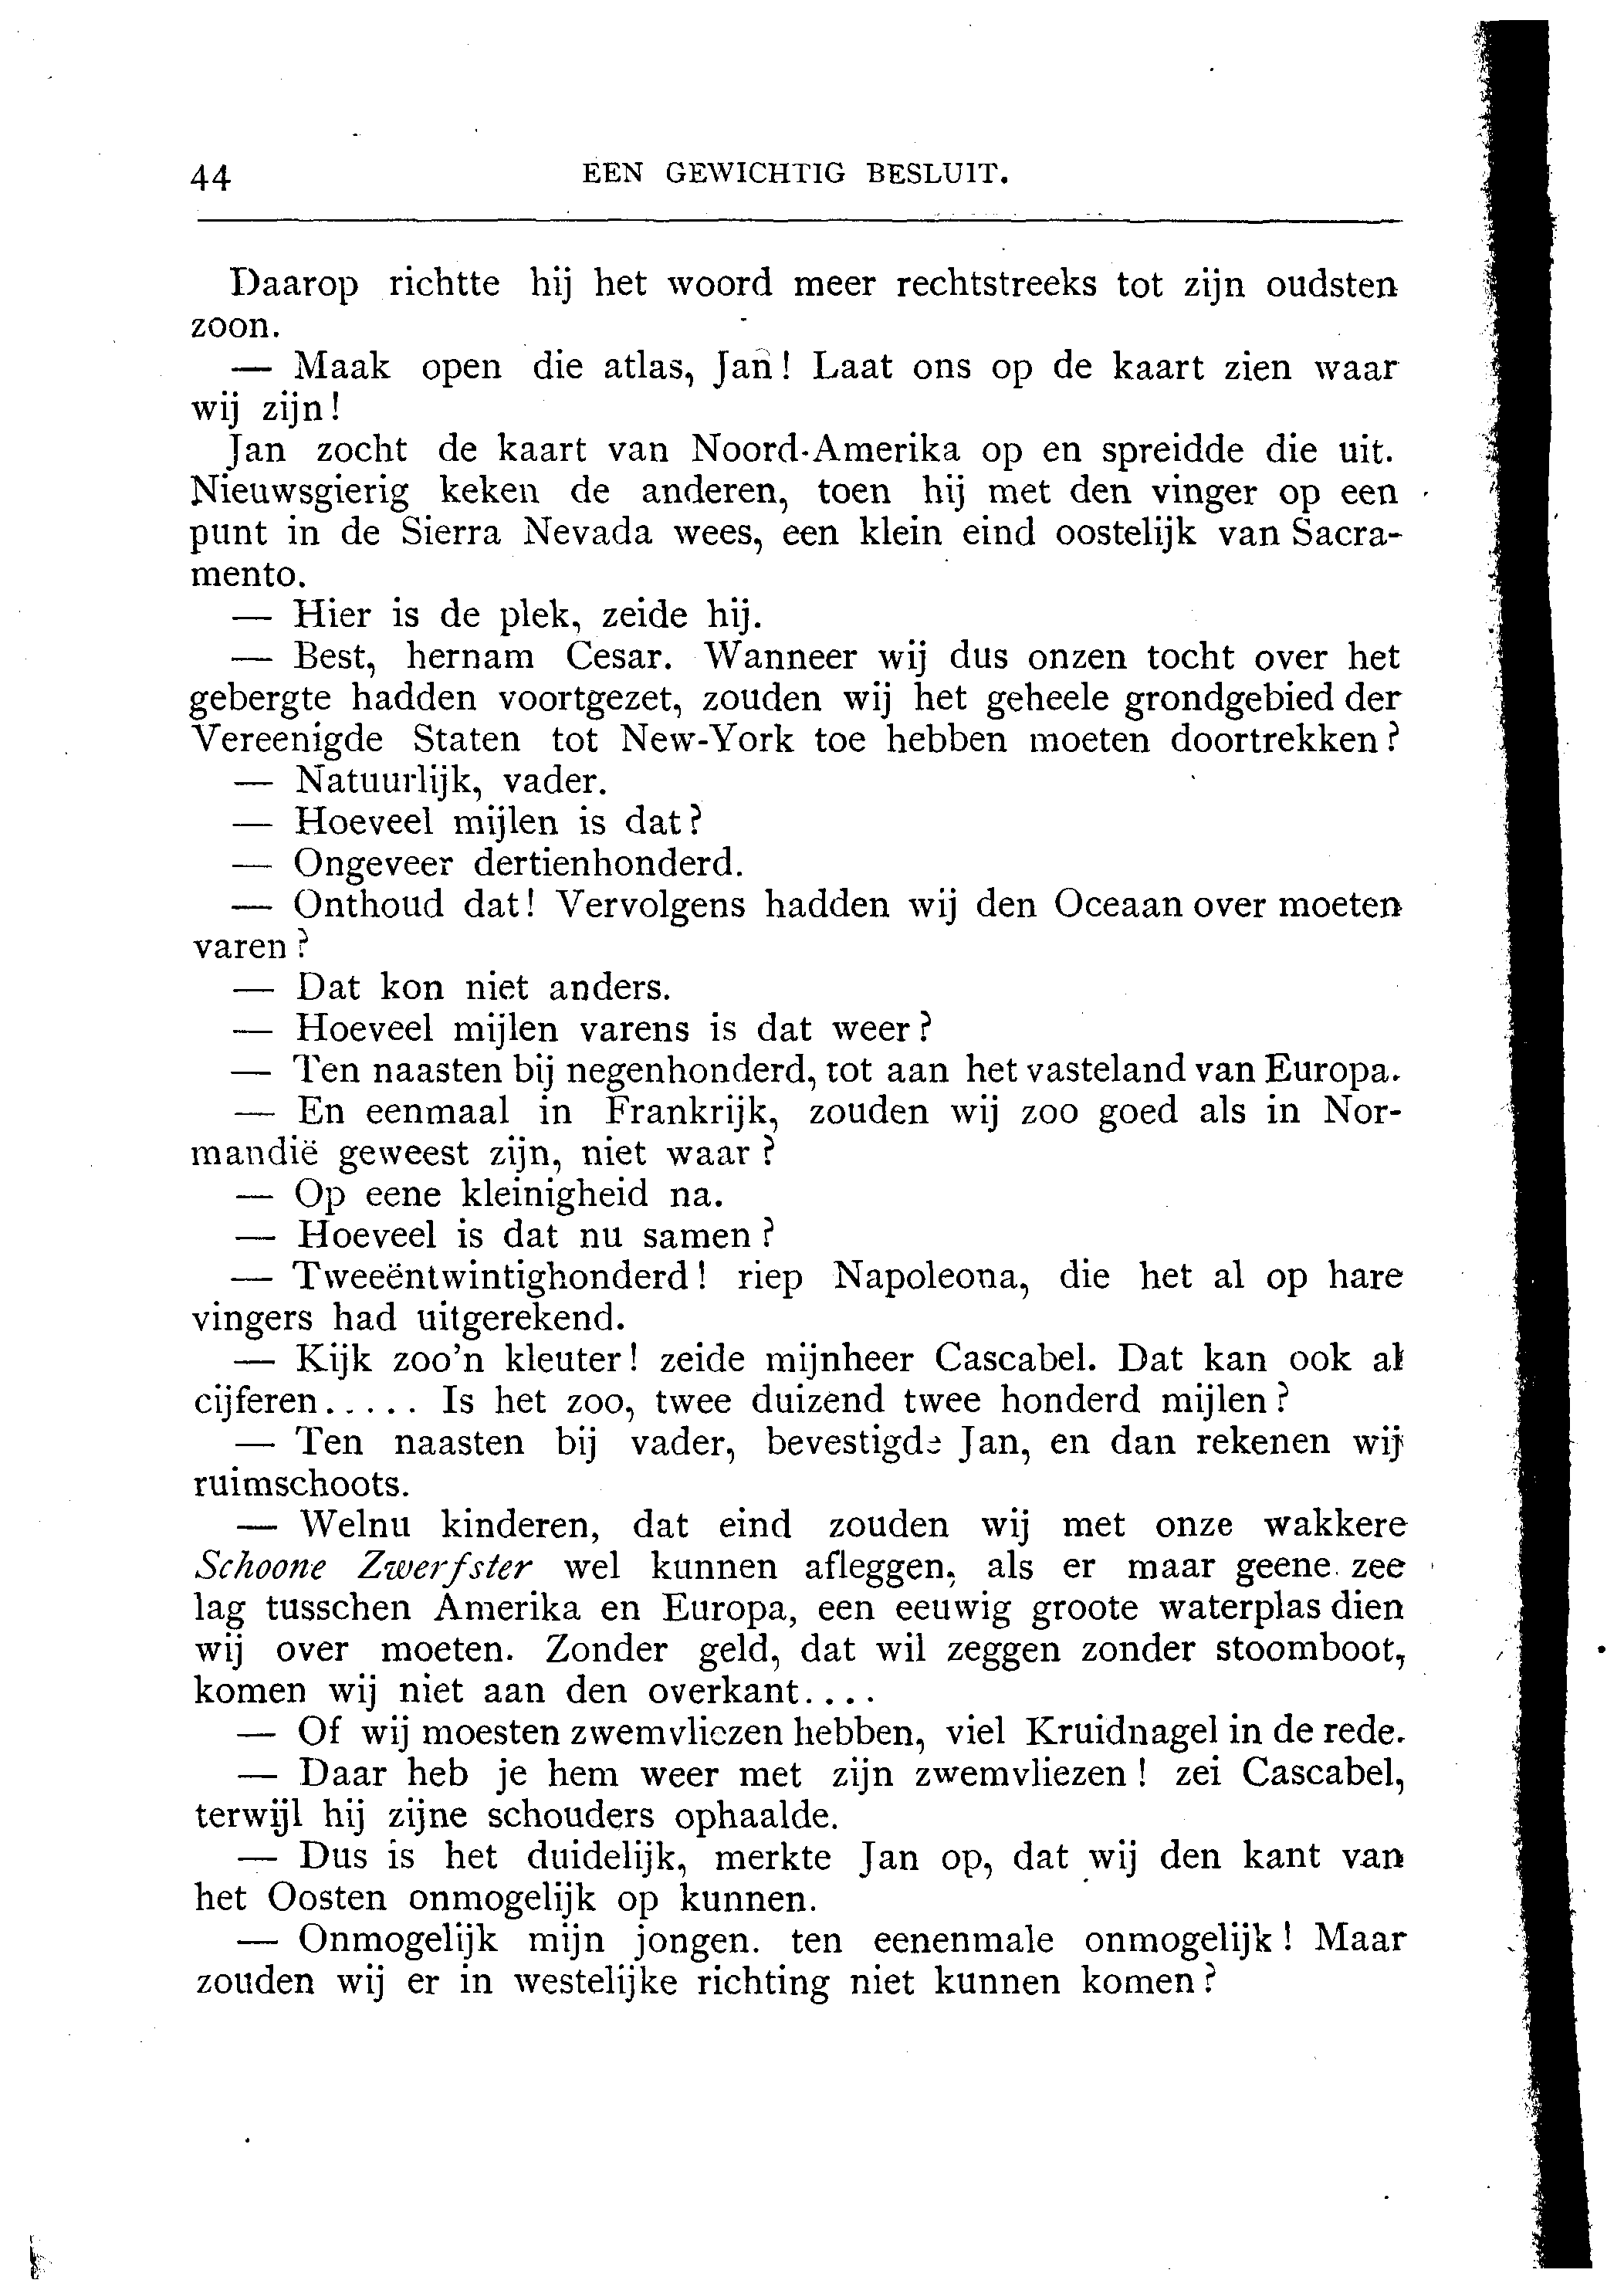 44
EEN GEWICHTIG BESLUIT.
Daarop richtte hij het woord meer rechtstreeks tot zijn oudsten
zoon.
— Maak open die atlas, Jan! Laat ons op de kaart zien waar
wij zijn!
Jan zocht de kaart van Noord-Amerika op en spreidde die uit.
Nieuwsgierig keken de anderen, toen hij met den vinger op een
punt in de Sierra Nevada wees, een klein eind oostelijk van Sacra-
mento.
— Hier is de plek, zeide hij.
— Best, hernam Cesar. Wanneer wij dus onzen tocht over het
gebergte hadden voortgezet, zouden wij het geheele grondgebied der
Vereenigde Staten tot New-York toe hebben moeten doortrekken?
— Natuurlijk, vader.
— Hoeveel mijlen is dat?
— Ongeveer dertienhonderd.
— Onthoud dat! Vervolgens hadden wij den Oceaan over moeten
varen?
— Dat kon niet anders.
— Hoeveel mijlen varens is dat weer?
— Ten naasten bij negenhonderd, tot aan het vasteland van Europa.
— En eenmaal in Frankrijk, zouden wij zoo goed als in Nor-
mandië geweest zijn, niet waar?
— Op eene kleinigheid na.
— Hoeveel is dat nu samen?
— Tweeëntwintighonderd! riep Napoleona, die het al op hare
vingers had uitgerekend.
— Kijk zoo'n kleuter! zeide mijnheer Cascabel. Dat kan ook al
cijferen..... Is het zoo, twee duizend twee honderd mijlen?
— Ten naasten bij vader, bevestigde Jan, en dan rekenen wij
ruimschoots.
— Welnu kinderen, dat eind zouden wij met onze wakkere
Schoone Zwerfster wel kunnen afleggen, als er maar geene zee
lag tusschen Amerika en Europa, een eeuwig groote waterplas dien
wij over moeten. Zonder geld, dat wil zeggen zonder stoomboot,
komen wij niet aan den overkant....
— Of wij moesten zwemvliezen hebben, viel Kruidnagel in de rede.
— Daar heb je hem weer met zijn zwemvliezen! zei Cascabel,
terwijl hij zijne schouders ophaalde.
— Dus is het duidelijk, merkte Jan op, dat wij den kant van
het Oosten onmogelijk op kunnen.
— Onmogelijk mijn jongen. ten eenenmale onmogelijk! Maar
zouden wij er in westelijke richting niet kunnen komen?